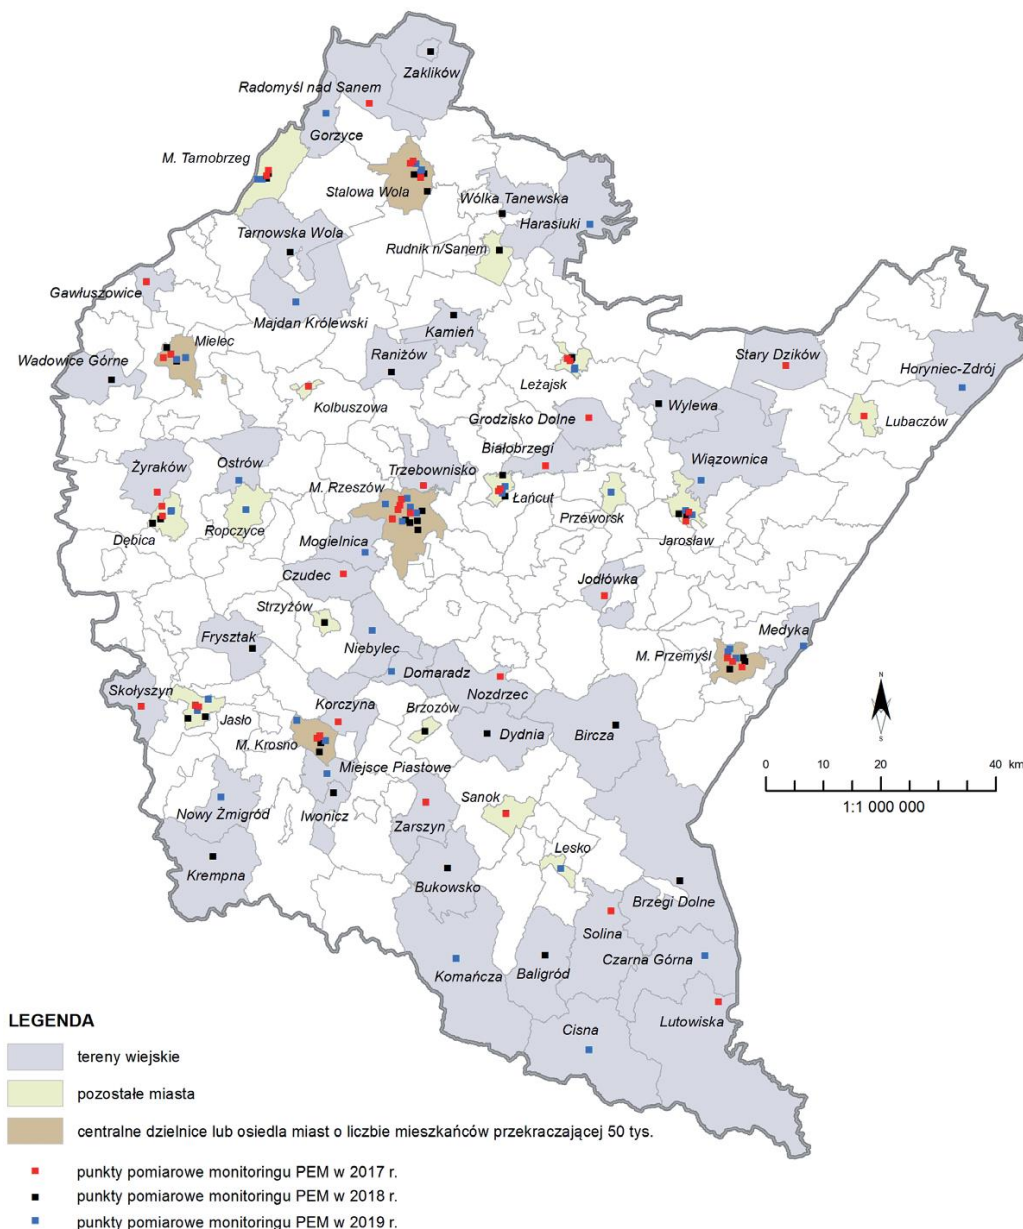 Zaklików
Radomyśl nad Sanem
Gorzyce
M. Tarnobrzeg
Stalowa Wola
Wólka Tanewska
Harasiuki
Tarnowska Wola
Rudnik n/Sanem
Gawłuszowice
Majdan Królewski
Kamień
Mielec
Wadowice Górne
Raniżów
Stary Dzików
Horyniec-Zdrój
Leżajsk
Kolbuszowa
Wylewa
Grodzisko Dolne
Lubaczów
Białobrzegi
Żyraków
Ostrów
Trzebownisko
Wiązownica
M. Rzeszów
Łańcut
Przeworsk
Dębica
Ropczyce
Jarosław
Mogielnica
Czudec
Jodłówka
Strzyżów
Medyka
Frysztak
Niebylec
M. Przemyśl
Domaradz
Nozdrzec
Skołyszyn
Korczyna
Brzozów
Jasło
Dydnia
Bircza
M. Krosno
Miejsce Piastowe
N
S
0 10 20 40 km
1:1 000 000
Nowy Żmigród
Iwonicz
Zarszyn
Sanok
Lesko
Krempna
Bukowsko
Brzegi Dolne
Solina
Komańcza
Baligród
Czarna Górna
Cisna
Lutowiska
LEGENDA
tereny wiejskie
pozostałe miasta
centralne dzielnice lub osiedla miast o liczbie mieszkańców przekraczającej 50 tys.
punkty pomiarowe monitoringu PEM w 2017 r.
punkty pomiarowe monitoringu PEM w 2018 r.
punkty pomiarowe monitoringu PEM w 2019 r.